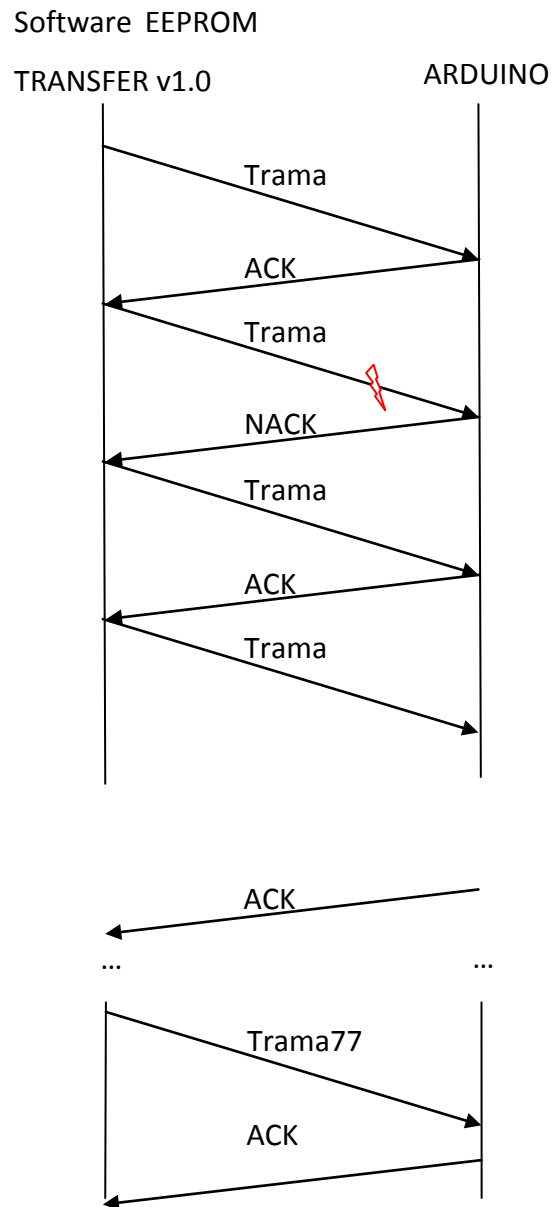 Software EEPROM
TRANSFER v1.0
ARDUINO
Trama
ACK
Trama
NACK
Trama
ACK
Trama
ACK
... ...
Trama77
ACK